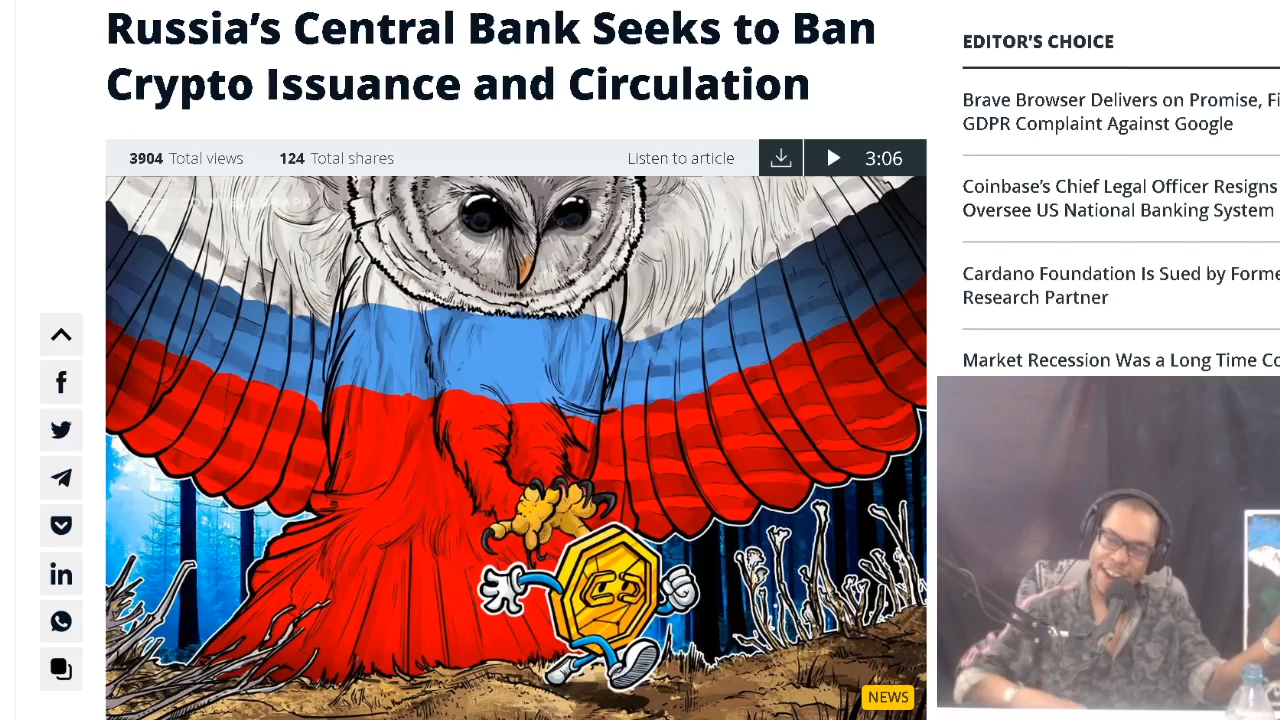 Russia's Central Bank Seeks to Ban
Crypto Issuance and Circulation
3904 Total views
124 Total shares
Listen to article
3:06
COINTELEGRAPH
NEWS
EDITOR'S CHOICE
Brave Browser Delivers on Promise, Fi
GDPR Complaint Against Google
Coinbase's Chief Legal Officer Resigns
Oversee US National Banking System
Cardano Foundation Is Sued by Forme
Research Partner
Market Recession Was a Long Time Co